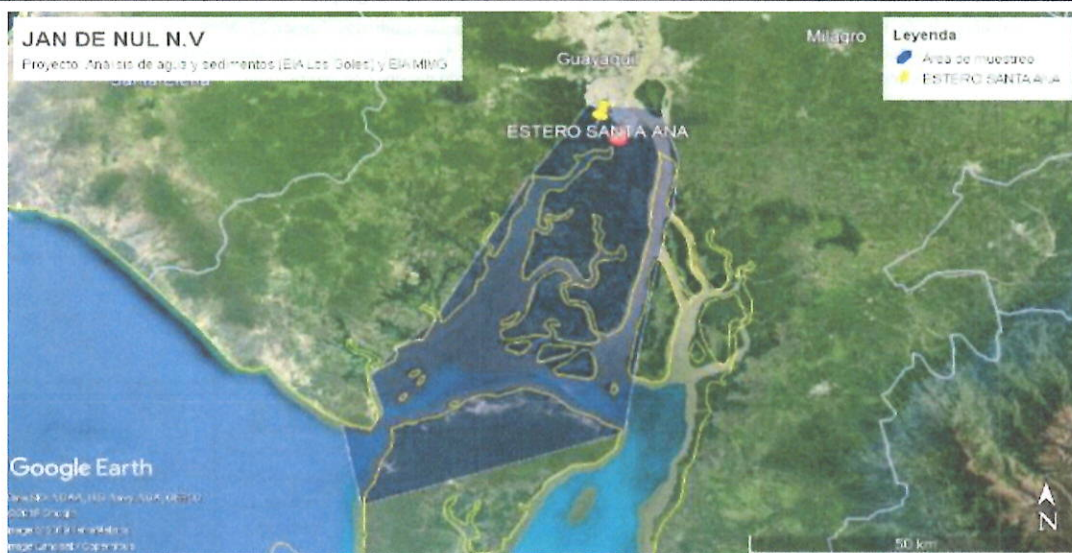 JAN DE NUL N.V
Proyecto: Análisis de agua y sedimentos (EIA Los Goles) y EIA MIMG
Guayaquil
Milagro
Leyenda
Área de muestreo
ESTERO SANTA ANA
ESTERO SANTA ANA
Google Earth
50 km
N